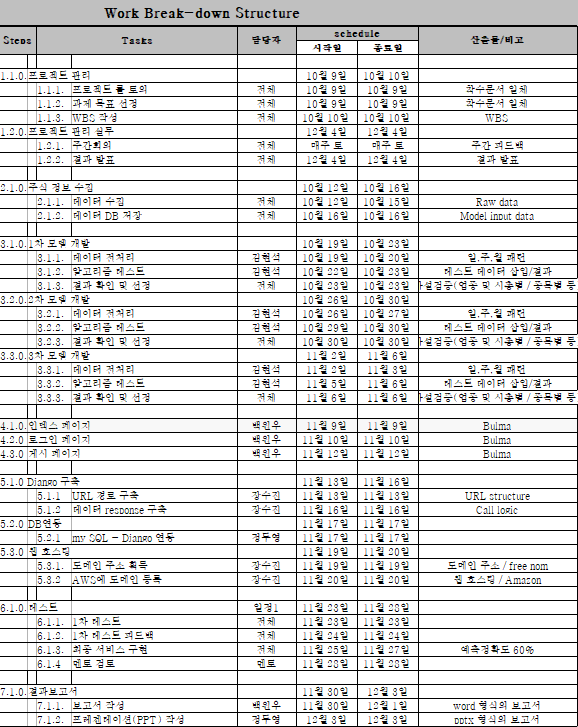 Work Break-down Structure
Steps Tasks 담당자 schedule 산출물/비고
시작일 종료일
1.1.0. 프로젝트 관리 10월 9일 10월 10일
1.1.1. 프로젝트 툴 토의 전체 10월 9일 10월 9일 착수문서 일체
1.1.2. 과제 목표 선정 전체 10월 9일 10월 9일 착수문서 일체
1.1.3. WBS 작성 전체 10월 10일 10월 10일 WBS
1.2.0. 프로젝트 관리 실무 12월 4일 12월 4일
1.2.1. 주간회의 전체 매주 토 매주 토 주간 피드백
1.2.2. 결과 발표 전체 12월 4일 12월 4일 결과 발표
2.1.0. 주식 정보 수집 10월 12일 10월 16일
2.1.1. 데이터 수집 전체 10월 12일 10월 15일 Raw data
2.1.2. 데이터 DB 저장 전체 10월 16일 10월 16일 Model input data
3.1.0. 1차 모델 개발 10월 19일 10월 23일
3.1.1. 데이터 전처리 김현석 10월 19일 10월 20일 일.주.월 패턴
3.1.2. 알고리즘 테스트 김현석 10월 22일 10월 23일 테스트 데이터 삽입/결과
3.1.3. 결과 확인 및 선정 전체 10월 23일 10월 23일 가설검증(업종 및 시총별 / 종목별 등
3.2.0. 2차 모델 개발 10월 26일 10월 30일
3.2.1. 데이터 전처리 김현석 10월 26일 10월 27일 일.주.월 패턴
3.2.2. 알고리즘 테스트 김현석 10월 29일 10월 30일 테스트 데이터 삽입/결과
3.2.3. 결과 확인 및 선정 전체 10월 30일 10월 30일 가설검증(업종 및 시총별 / 종목별 등
3.3.0. 3차 모델 개발 11월 2일 11월 6일
3.3.1. 데이터 전처리 김현석 11월 2일 11월 3일 일.주.월 패턴
3.3.2. 알고리즘 테스트 김현석 11월 5일 11월 6일 테스트 데이터 삽입/결과
3.3.3. 결과 확인 및 선정 전체 11월 6일 11월 6일 가설검증(업종 및 시총별 / 종목별 등
4.1.0. 인덱스 페이지 백원우 11월 9일 11월 9일 Bulma
4.2.0 로그인 페이지 백원우 11월 10일 11월 10일 Bulma
4.3.0 게시 페이지 백원우 11월 12일 11월 12일 Bulma
5.1.0 Django 구축 11월 13일 11월 16일
5.1.1 URL 경로 구축 장수진 11월 13일 11월 13일 URL structure
5.1.2 데이터 response 구축 장수진 11월 16일 11월 16일 Call logic
5.2.0 DB연동 11월 17일 11월 17일
5.2.1 my SQL - Django 연동 정두영 11월 17일 11월 17일
5.3.0 웹 호스팅 11월 19일 11월 20일
5.3.1. 도메인 주소 획득 장수진 11월 19일 11월 19일 도메인 주소 / free nom
5.3.2 AWS에 도메인 등록 장수진 11월 20일 11월 20일 웹 호스팅 / Amazon
6.1.0. 테스트 일정1 11월 23일 11월 28일
6.1.1. 1차 테스트 전체 11월 23일 11월 23일
6.1.2. 1차 테스트 피드백 전체 11월 24일 11월 24일
6.1.3. 최종 서비스 구현 전체 11월 25일 11월 27일 예측정확도 60%
6.1.4 멘토 검토 멘토 11월 28일 11월 28일
7.1.0. 결과보고서 11월 30일 12월 3일
7.1.1. 보고서 작성 백원우 11월 30일 12월 1일 word 형식의 보고서
7.1.2. 프레젠테이션(PPT) 작성 정두영 12월 3일 12월 3일 pptx 형식의 보고서